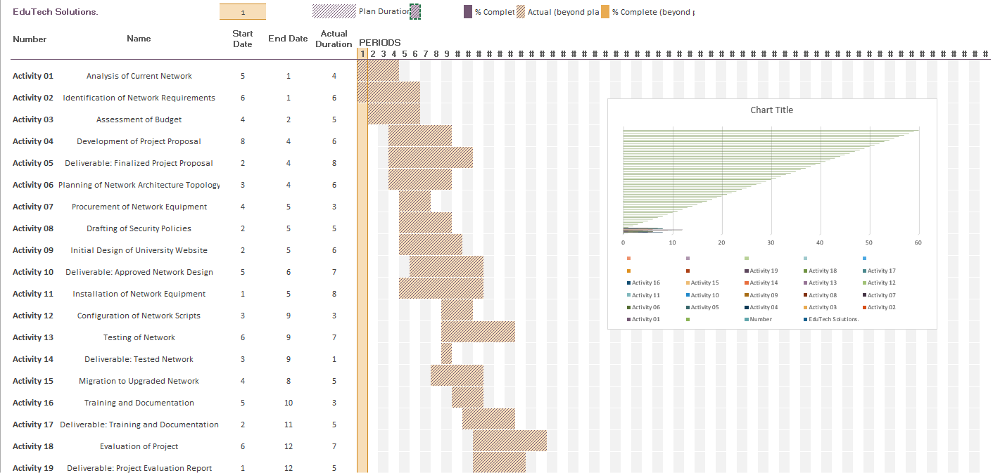 EduTech Solutions. 1 Plan Duration % Complet Actual (beyond pla % Complete (beyond p
Number Name Start Date End Date Actual Duration PERIODS
1 2 3 4 5 6 7 8 9 # # # # # # # # # # # # # # # # # # # # # # # # # # # # # # # # # # # # # # # # # # # # # # # # # # #
Activity 01 Analysis of Current Network 5 1 4
Activity 02 Identification of Network Requirements 6 1 6
Activity 03 Assessment of Budget 4 2 5
Activity 04 Development of Project Proposal 8 4 6
Activity 05 Deliverable: Finalized Project Proposal 2 4 8
Activity 06 Planning of Network Architecture Topology 3 4 6
Activity 07 Procurement of Network Equipment 4 5 3
Activity 08 Drafting of Security Policies 2 5 5
Activity 09 Initial Design of University Website 2 5 6
Activity 10 Deliverable: Approved Network Design 5 6 7
Activity 11 Installation of Network Equipment 1 5 8
Activity 12 Configuration of Network Scripts 3 9 3
Activity 13 Testing of Network 6 9 7
Activity 14 Deliverable: Tested Network 3 9 1
Activity 15 Migration to Upgraded Network 4 8 5
Activity 16 Training and Documentation 5 10 3
Activity 17 Deliverable: Training and Documentation 2 11 5
Activity 18 Evaluation of Project 6 12 7
Activity 19 Deliverable: Project Evaluation Report 1 12 5
Chart Title
0 10 20 30 40 50 60
Activity 19 Activity 18 Activity 17
Activity 16 Activity 15 Activity 14 Activity 13 Activity 12
Activity 11 Activity 10 Activity 09 Activity 08 Activity 07
Activity 06 Activity 05 Activity 04 Activity 03 Activity 02
Activity 01 Number EduTech Solutions.